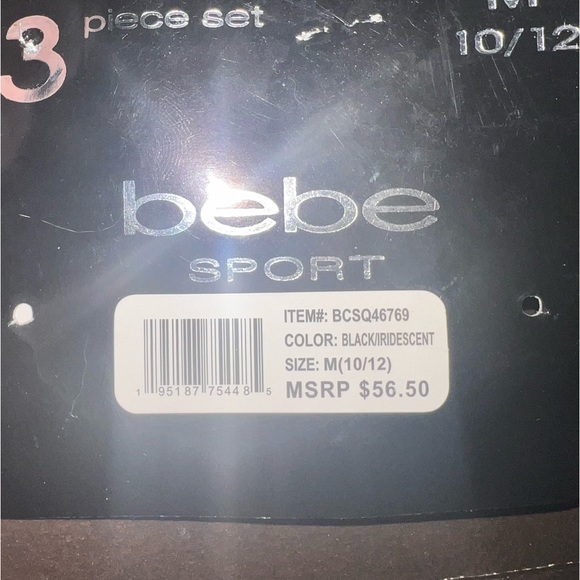 3 piece set
M
10/12
bebe
SPORT
ITEM#: BCSQ46769
COLOR: BLACK/IRIDESCENT
SIZE: M(10/12)
MSRP $56.50
1 95187 75448 5